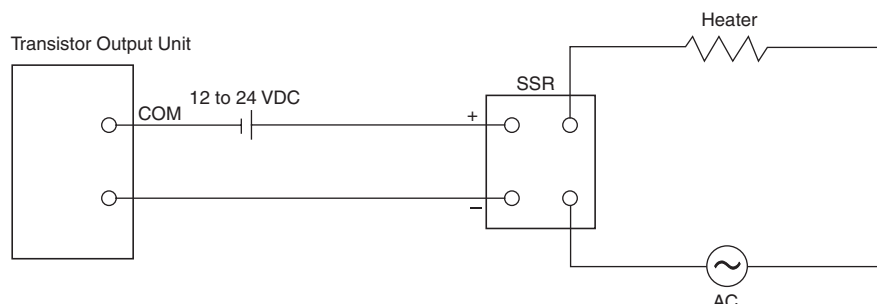 Heater
Transistor Output Unit
SSR
12 to 24 VDC
COM
+
−
AC